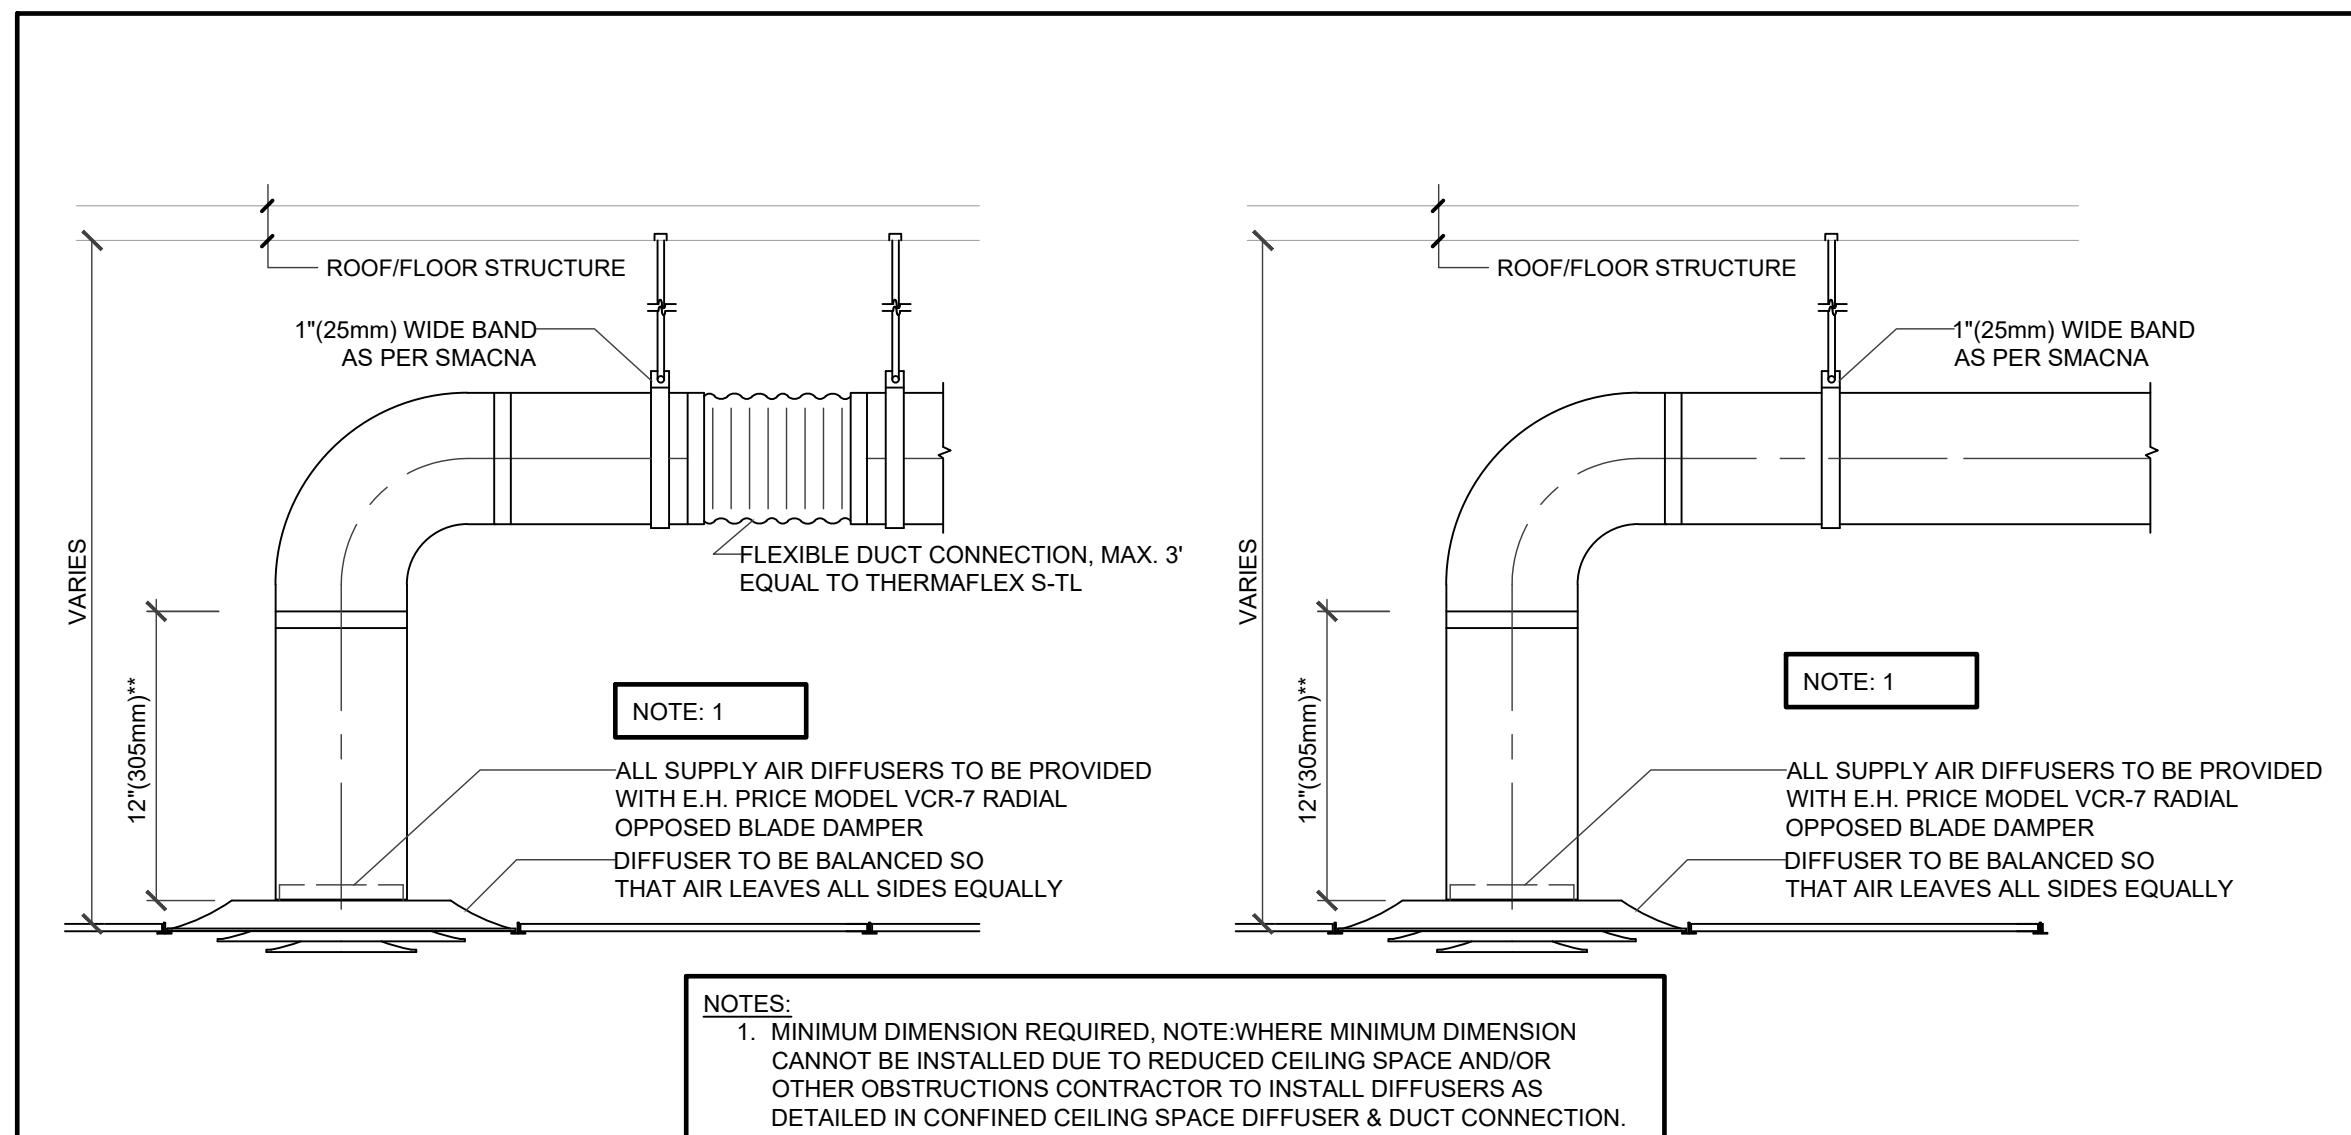 ROOF/FLOOR STRUCTURE
1"(25mm) WIDE BAND
AS PER SMACNA
FLEXIBLE DUCT CONNECTION, MAX. 3'
EQUAL TO THERMAFLEX S-TL
VARIES
12"(305mm)**
NOTE: 1
ALL SUPPLY AIR DIFFUSERS TO BE PROVIDED
WITH E.H. PRICE MODEL VCR-7 RADIAL
OPPOSED BLADE DAMPER
DIFFUSER TO BE BALANCED SO
THAT AIR LEAVES ALL SIDES EQUALLY
ROOF/FLOOR STRUCTURE
1"(25mm) WIDE BAND
AS PER SMACNA
VARIES
12"(305mm)**
NOTE: 1
ALL SUPPLY AIR DIFFUSERS TO BE PROVIDED
WITH E.H. PRICE MODEL VCR-7 RADIAL
OPPOSED BLADE DAMPER
DIFFUSER TO BE BALANCED SO
THAT AIR LEAVES ALL SIDES EQUALLY
NOTES:
1. MINIMUM DIMENSION REQUIRED, NOTE:WHERE MINIMUM DIMENSION
CANNOT BE INSTALLED DUE TO REDUCED CEILING SPACE AND/OR
OTHER OBSTRUCTIONS CONTRACTOR TO INSTALL DIFFUSERS AS
DETAILED IN CONFINED CEILING SPACE DIFFUSER & DUCT CONNECTION.